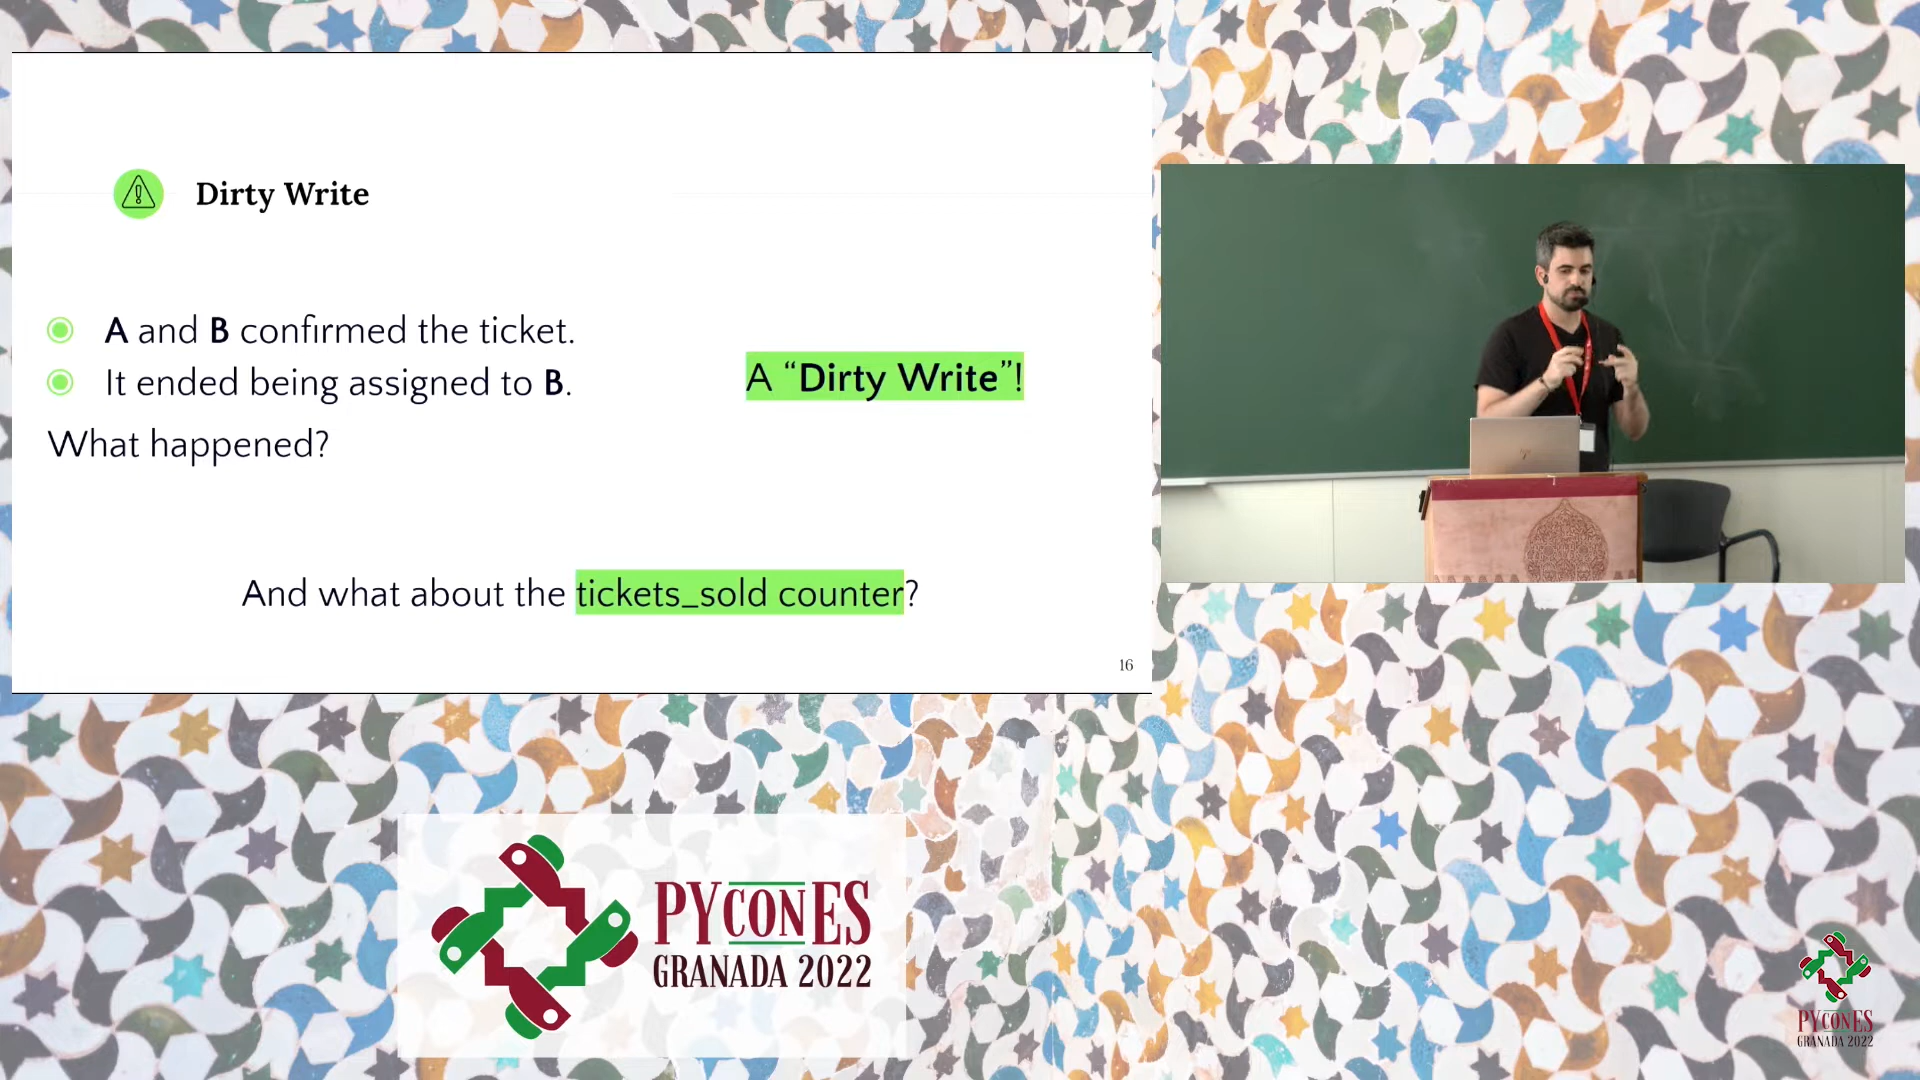 Dirty Write
A and B confirmed the ticket.
It ended being assigned to B.
What happened?
A “Dirty Write”!
And what about the tickets_sold counter?
16
PYCONES
GRANADA 2022
PYCONES
GRANADA 2022